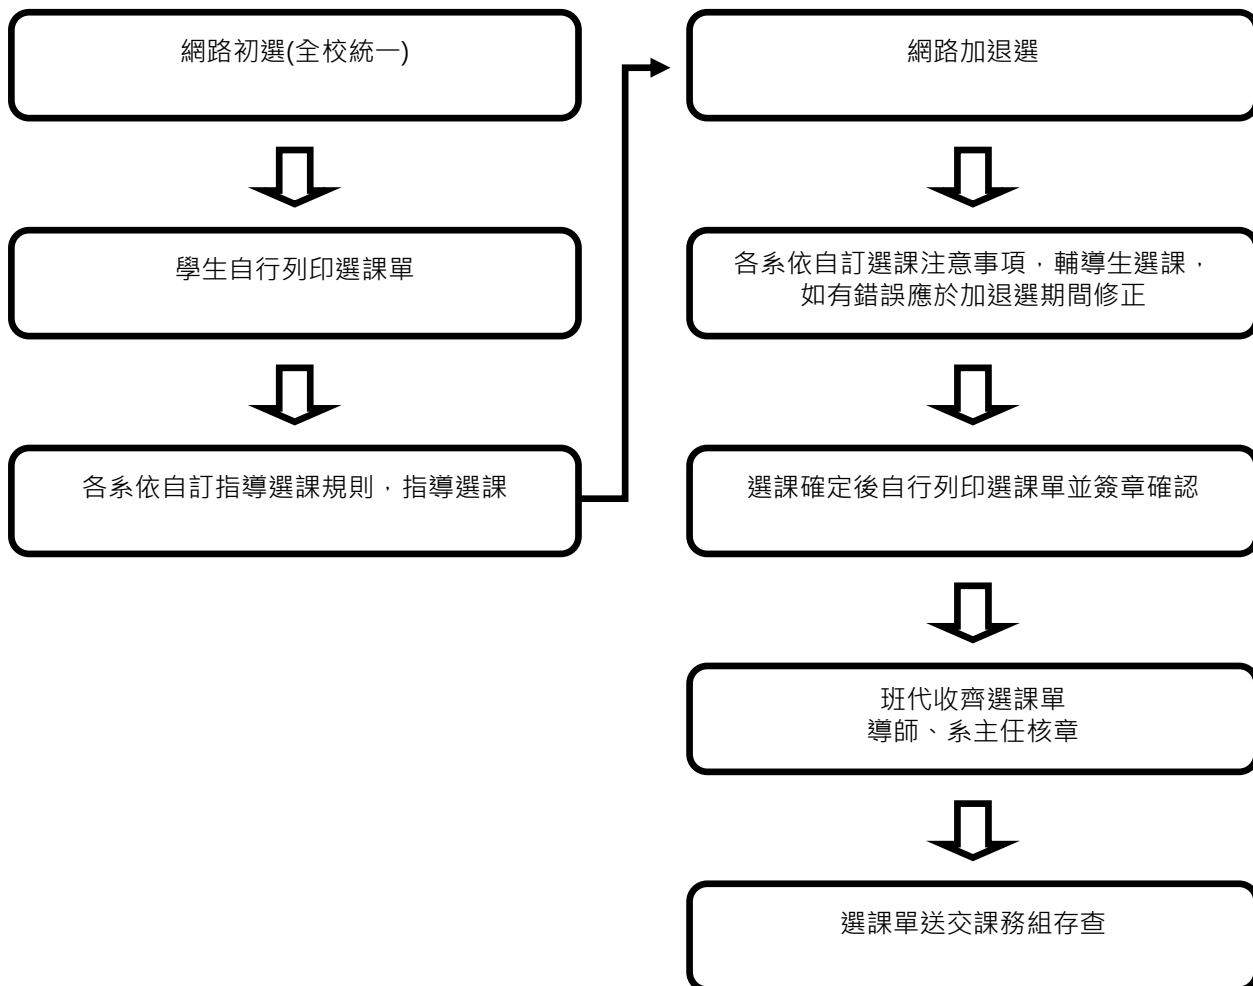 網路初選(全校統一)
學生自行列印選課單
各系依自訂指導選課規則，指導選課
網路加退選
各系依自訂選課注意事項，輔導生選課，
如有錯誤應於加退選期間修正
選課確定後自行列印選課單並簽章確認
班代收齊選課單
導師、系主任核章
選課單送交課務組存查